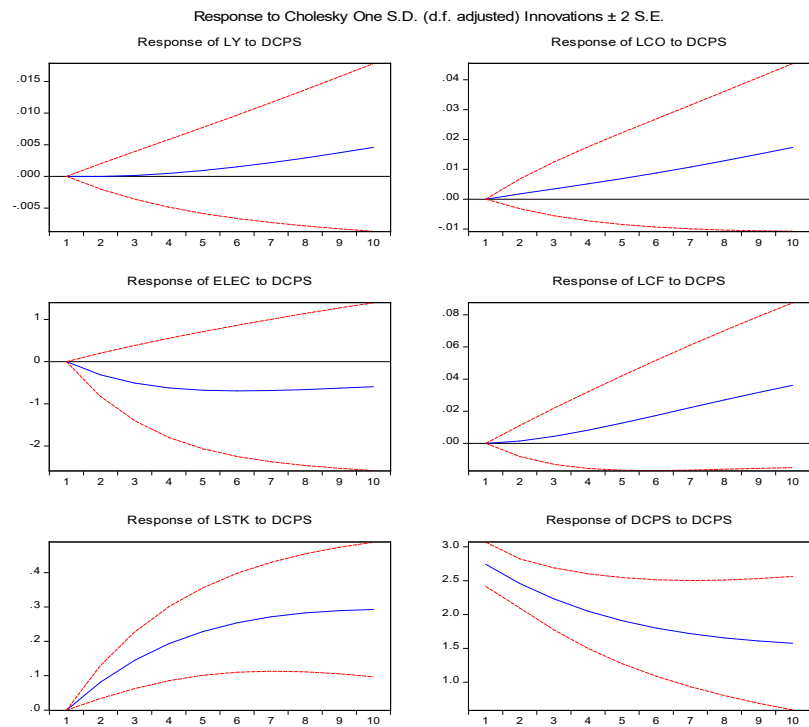 Response to Cholesky One S.D. (d.f. adjusted) Innovations ± 2 S.E.
Response of LY to DCPS
.015
.010
.005
.000
-.005
1 2 3 4 5 6 7 8 9 10
Response of LCO to DCPS
.04
.03
.02
.01
.00
-.01
1 2 3 4 5 6 7 8 9 10
Response of ELEC to DCPS
1
0
-1
-2
1 2 3 4 5 6 7 8 9 10
Response of LCF to DCPS
.08
.06
.04
.02
.00
1 2 3 4 5 6 7 8 9 10
Response of LSTK to DCPS
.4
.3
.2
.1
.0
1 2 3 4 5 6 7 8 9 10
Response of DCPS to DCPS
3.0
2.5
2.0
1.5
1.0
1 2 3 4 5 6 7 8 9 10